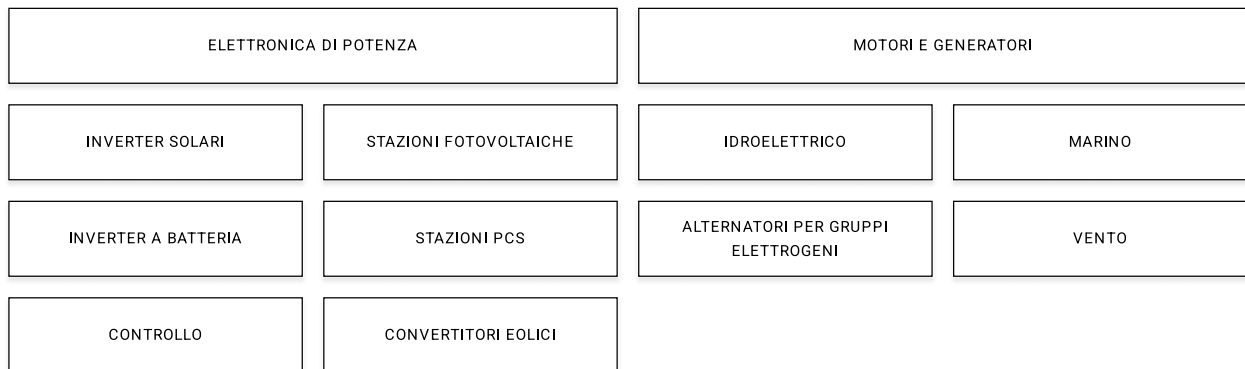 ELETTRONICA DI POTENZA
MOTORI E GENERATORI
INVERTER SOLARI
STAZIONI FOTOVOLTAICHE
IDROELETTRICO
MARINO
INVERTER A BATTERIA
STAZIONI PCS
ALTERNATORI PER GRUPPI
ELETTROGENI
VENTO
CONTROLLO
CONVERTITORI EOLICI